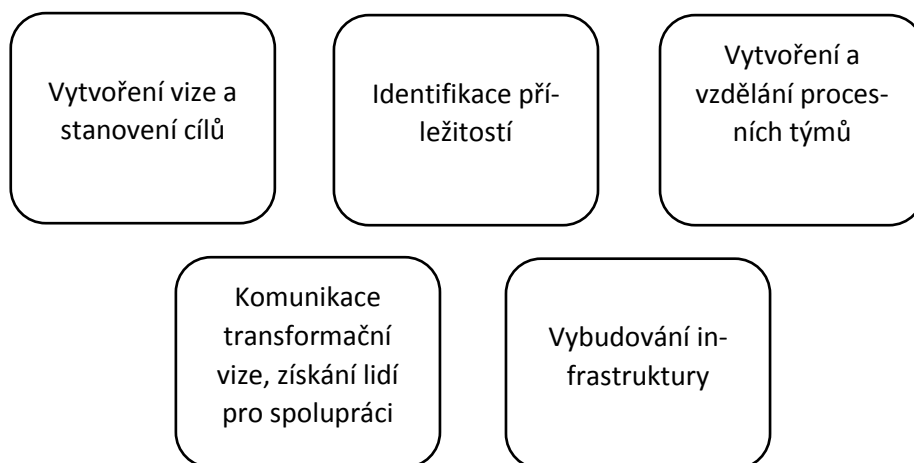 Vytvoření vize a
stanovení cílů
Identifikace pří-
ležitostí
Vytvoření a
vzdělání proces-
ních týmů
Komunikace
transformační
vize, získání lidí
pro spolupráci
Vybudování in-
frastruktury